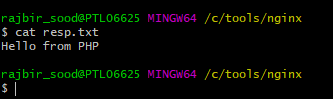 rajbir_sood@PTL06625 MINGW64 /c/tools/nginx
$ cat resp.txt
Hello from PHP
rajbir_sood@PTL06625 MINGW64 /c/tools/nginx
$